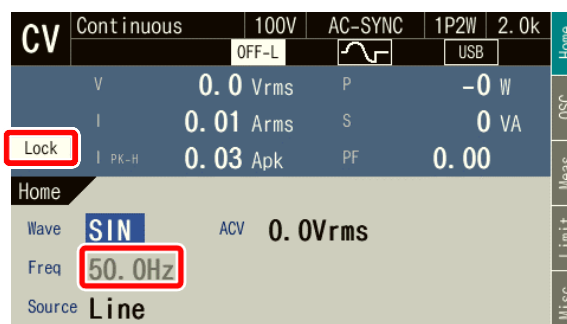 CV Continuous 100V AC-SYNC 1P2W 2.0k
OFF-L USB
V 0.0 Vrms P -0 W
I 0.01 Arms S 0 VA
Lock I PK-H 0.03 Apk PF 0.00
Home
Wave SIN ACV 0.0Vrms
Freq 50.0Hz
Source Line
Home
OSC
Meas
Limit
Misc